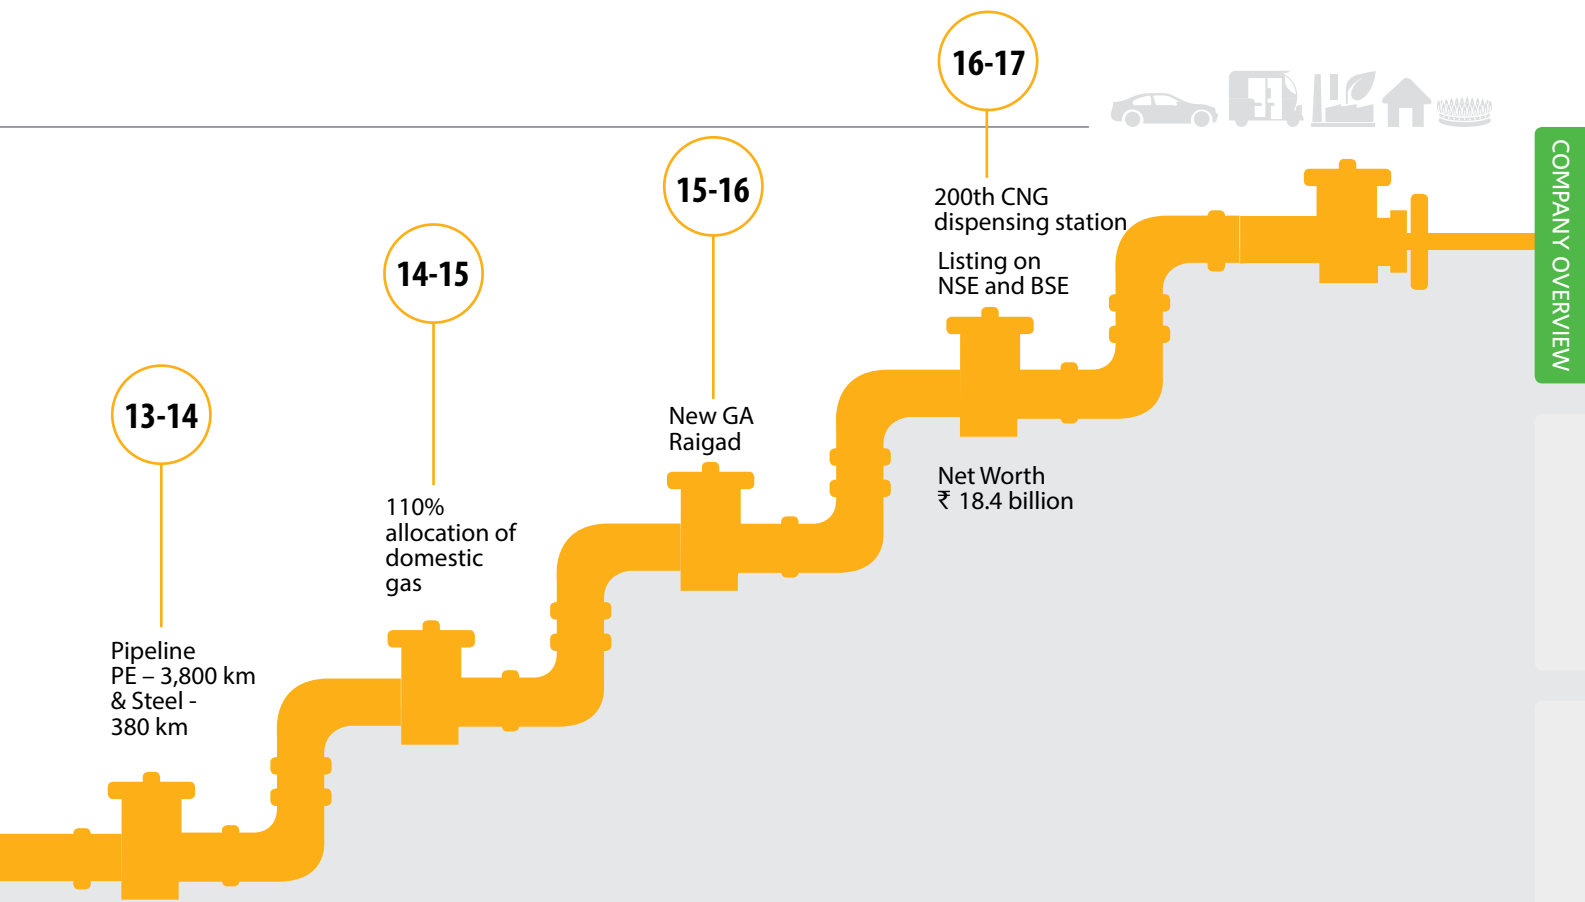 13-14
Pipeline
PE – 3,800 km
& Steel -
380 km
14-15
110%
allocation of
domestic
gas
15-16
New GA
Raigad
16-17
200th CNG
dispensing station
Listing on
NSE and BSE
Net Worth
₹ 18.4 billion
COMPANY OVERVIEW